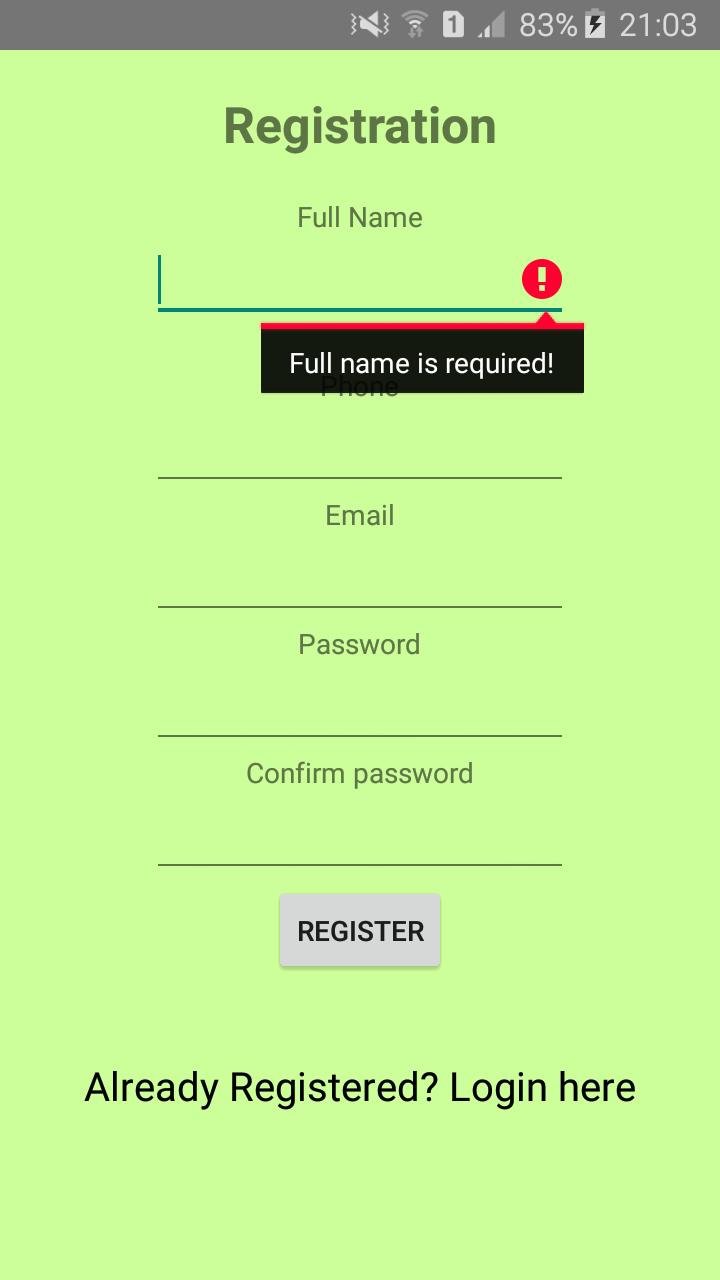 1 83% 21:03
Registration
Full Name
Full name is required!
Phone
Email
Password
Confirm password
REGISTER
Already Registered? Login here